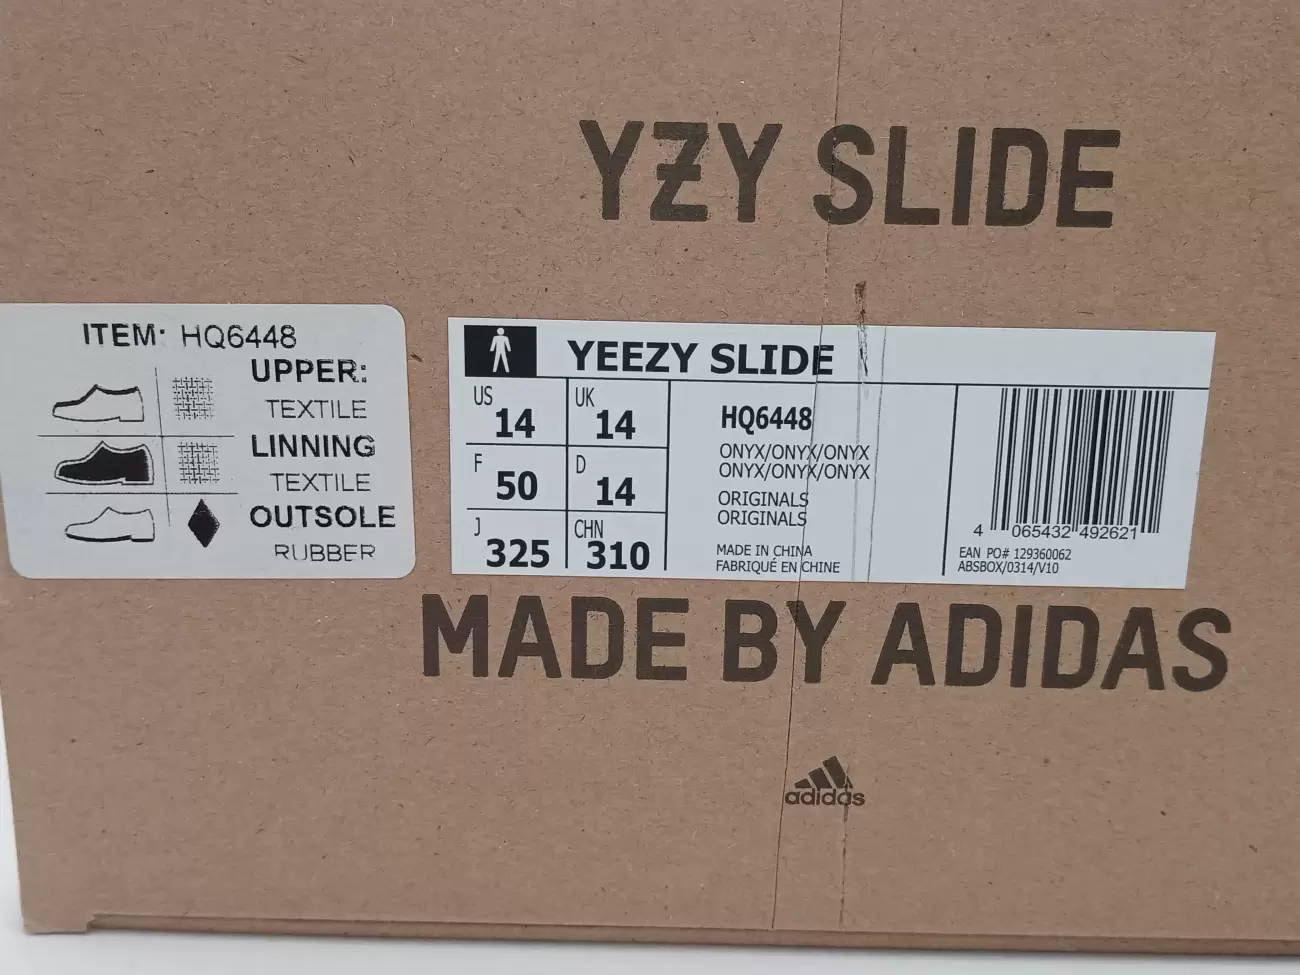 YZY SLIDE
ITEM: HQ6448
UPPER:
TEXTILE
LINNING
TEXTILE
OUTSOLE
RUBBER
YEEZY SLIDE
US 14
UK 14
F 50
D 14
J 325
CHN 310
HQ6448
ONYX/ONYX/ONYX
ONYX/ONYX/ONYX
ORIGINALS
ORIGINALS
MADE IN CHINA
FABRIQUÉ EN CHINE
4 065432 492621
EAN PO# 129360062
ABSBOX/0314/V10
MADE BY ADIDAS
adidas